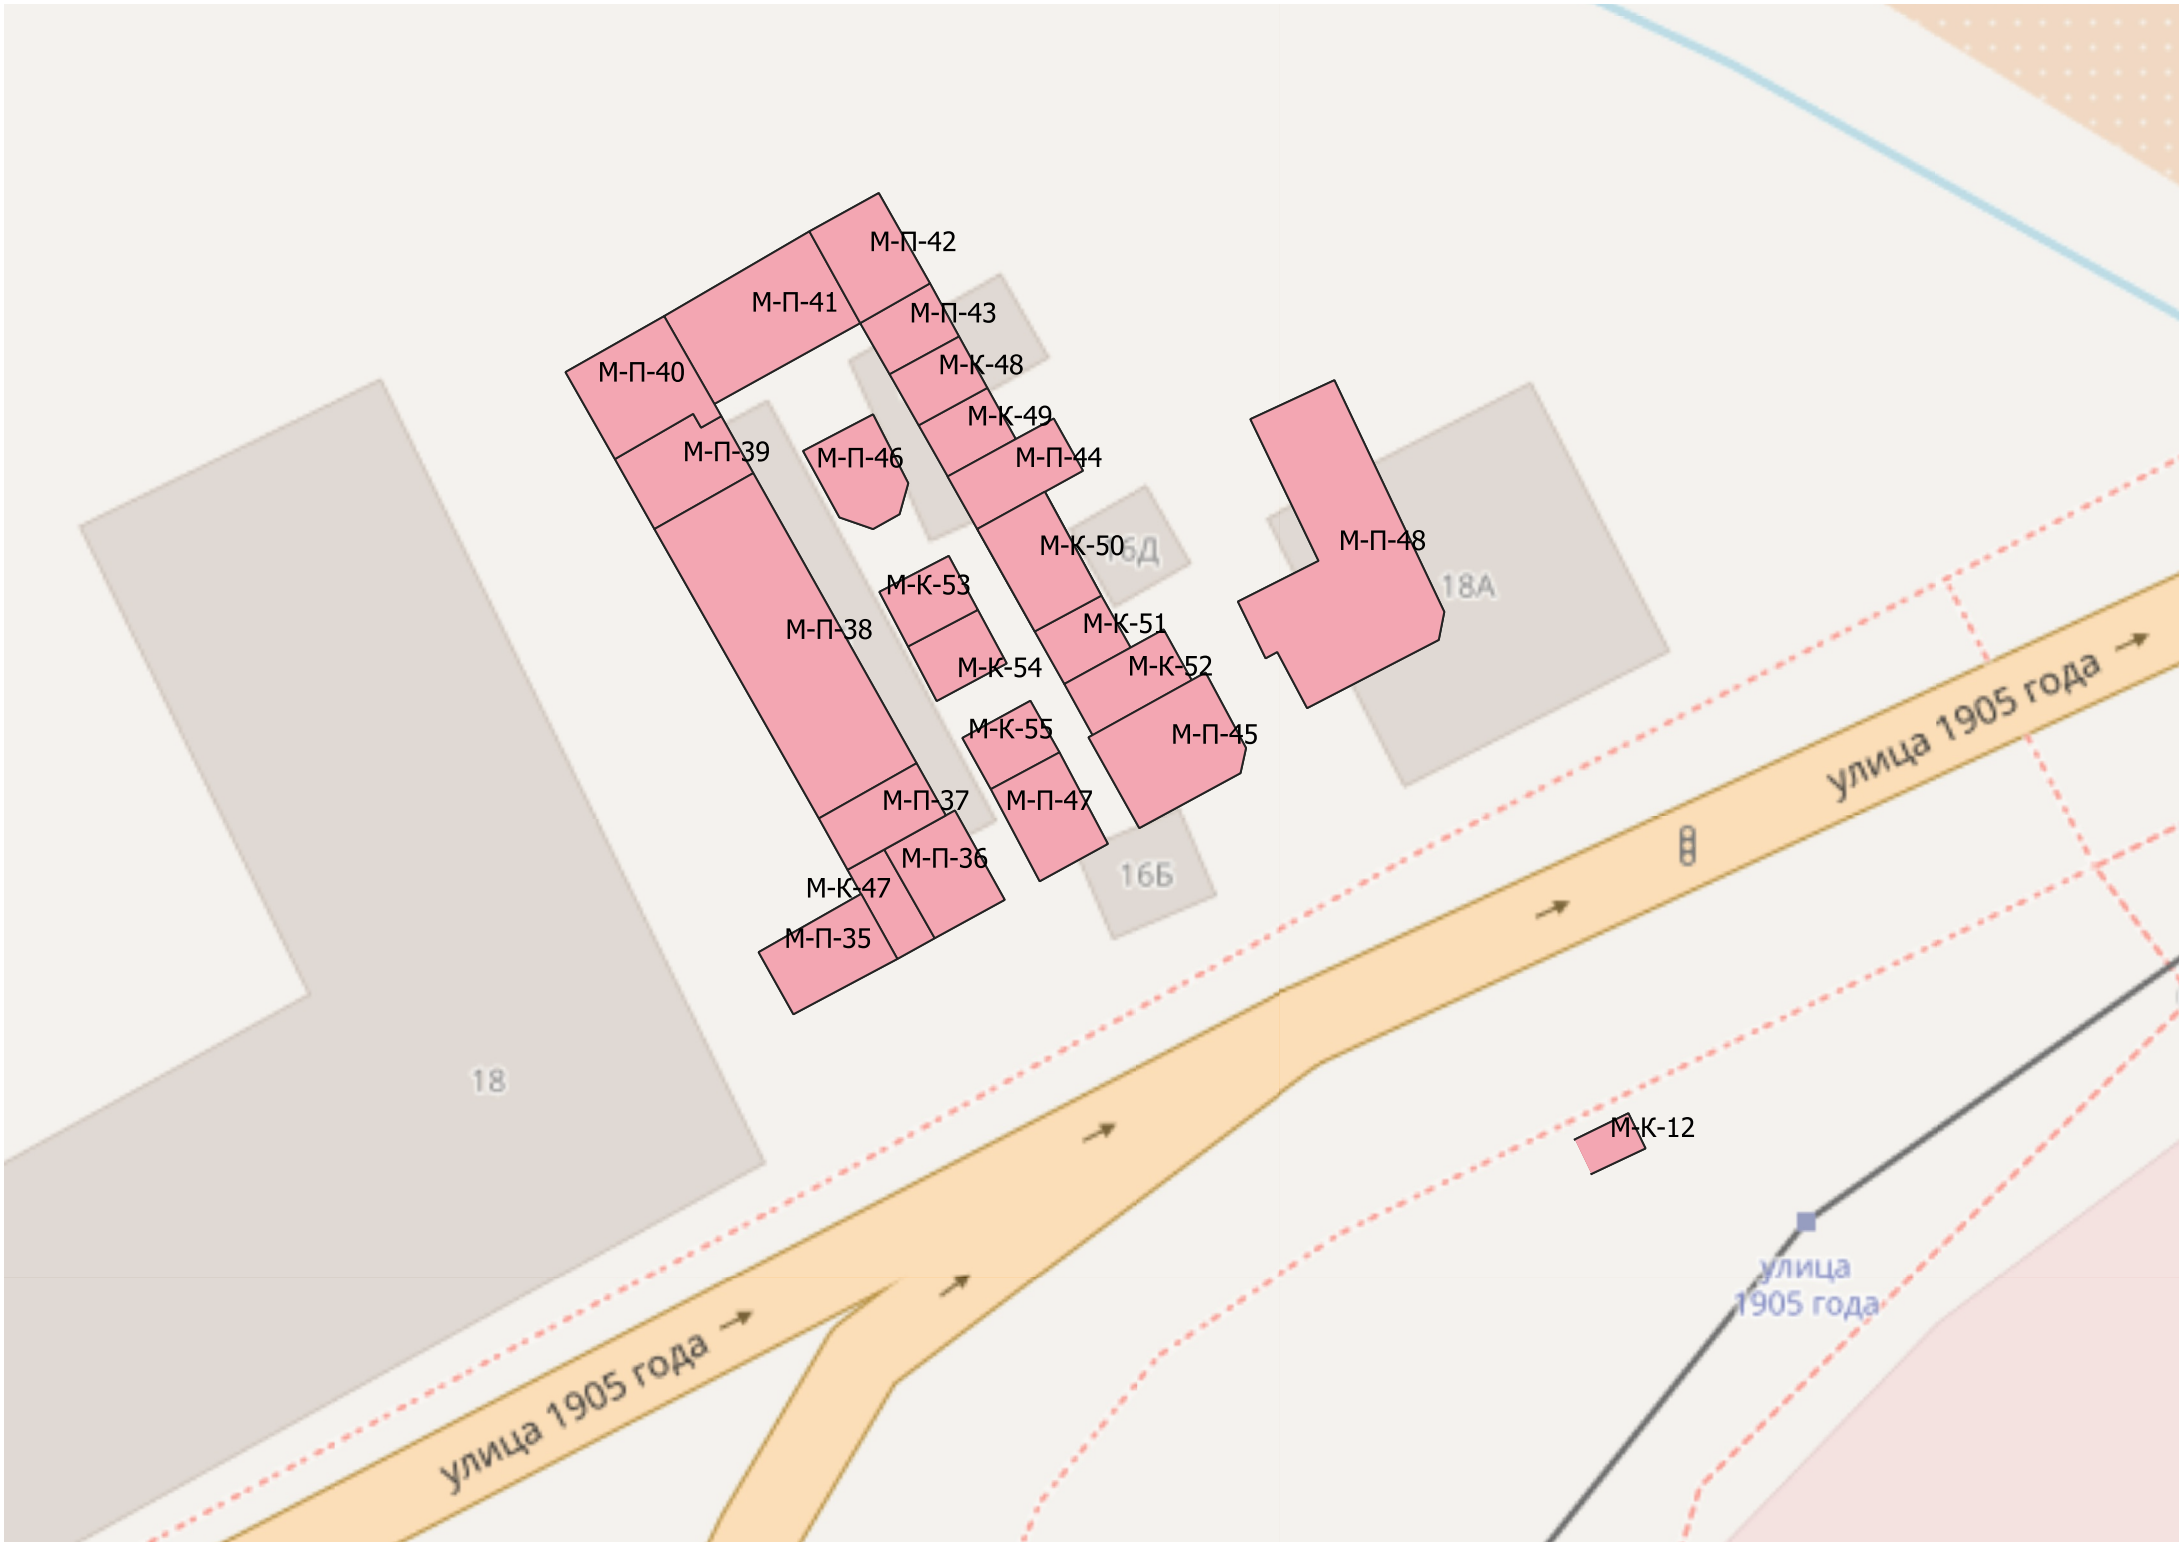 М-П-42
М-П-41
М-П-43
М-К-48
М-П-40
М-К-49
М-П-39
М-П-46
М-П-44
М-К-50
16Д
М-П-48
18А
М-К-53
М-К-51
М-П-38
М-К-54
М-К-52
М-К-55
М-П-45
улица 1905 года
М-П-37
М-П-47
М-П-36
16Б
М-К-47
М-П-35
18
М-К-12
улица
1905 года
улица 1905 года